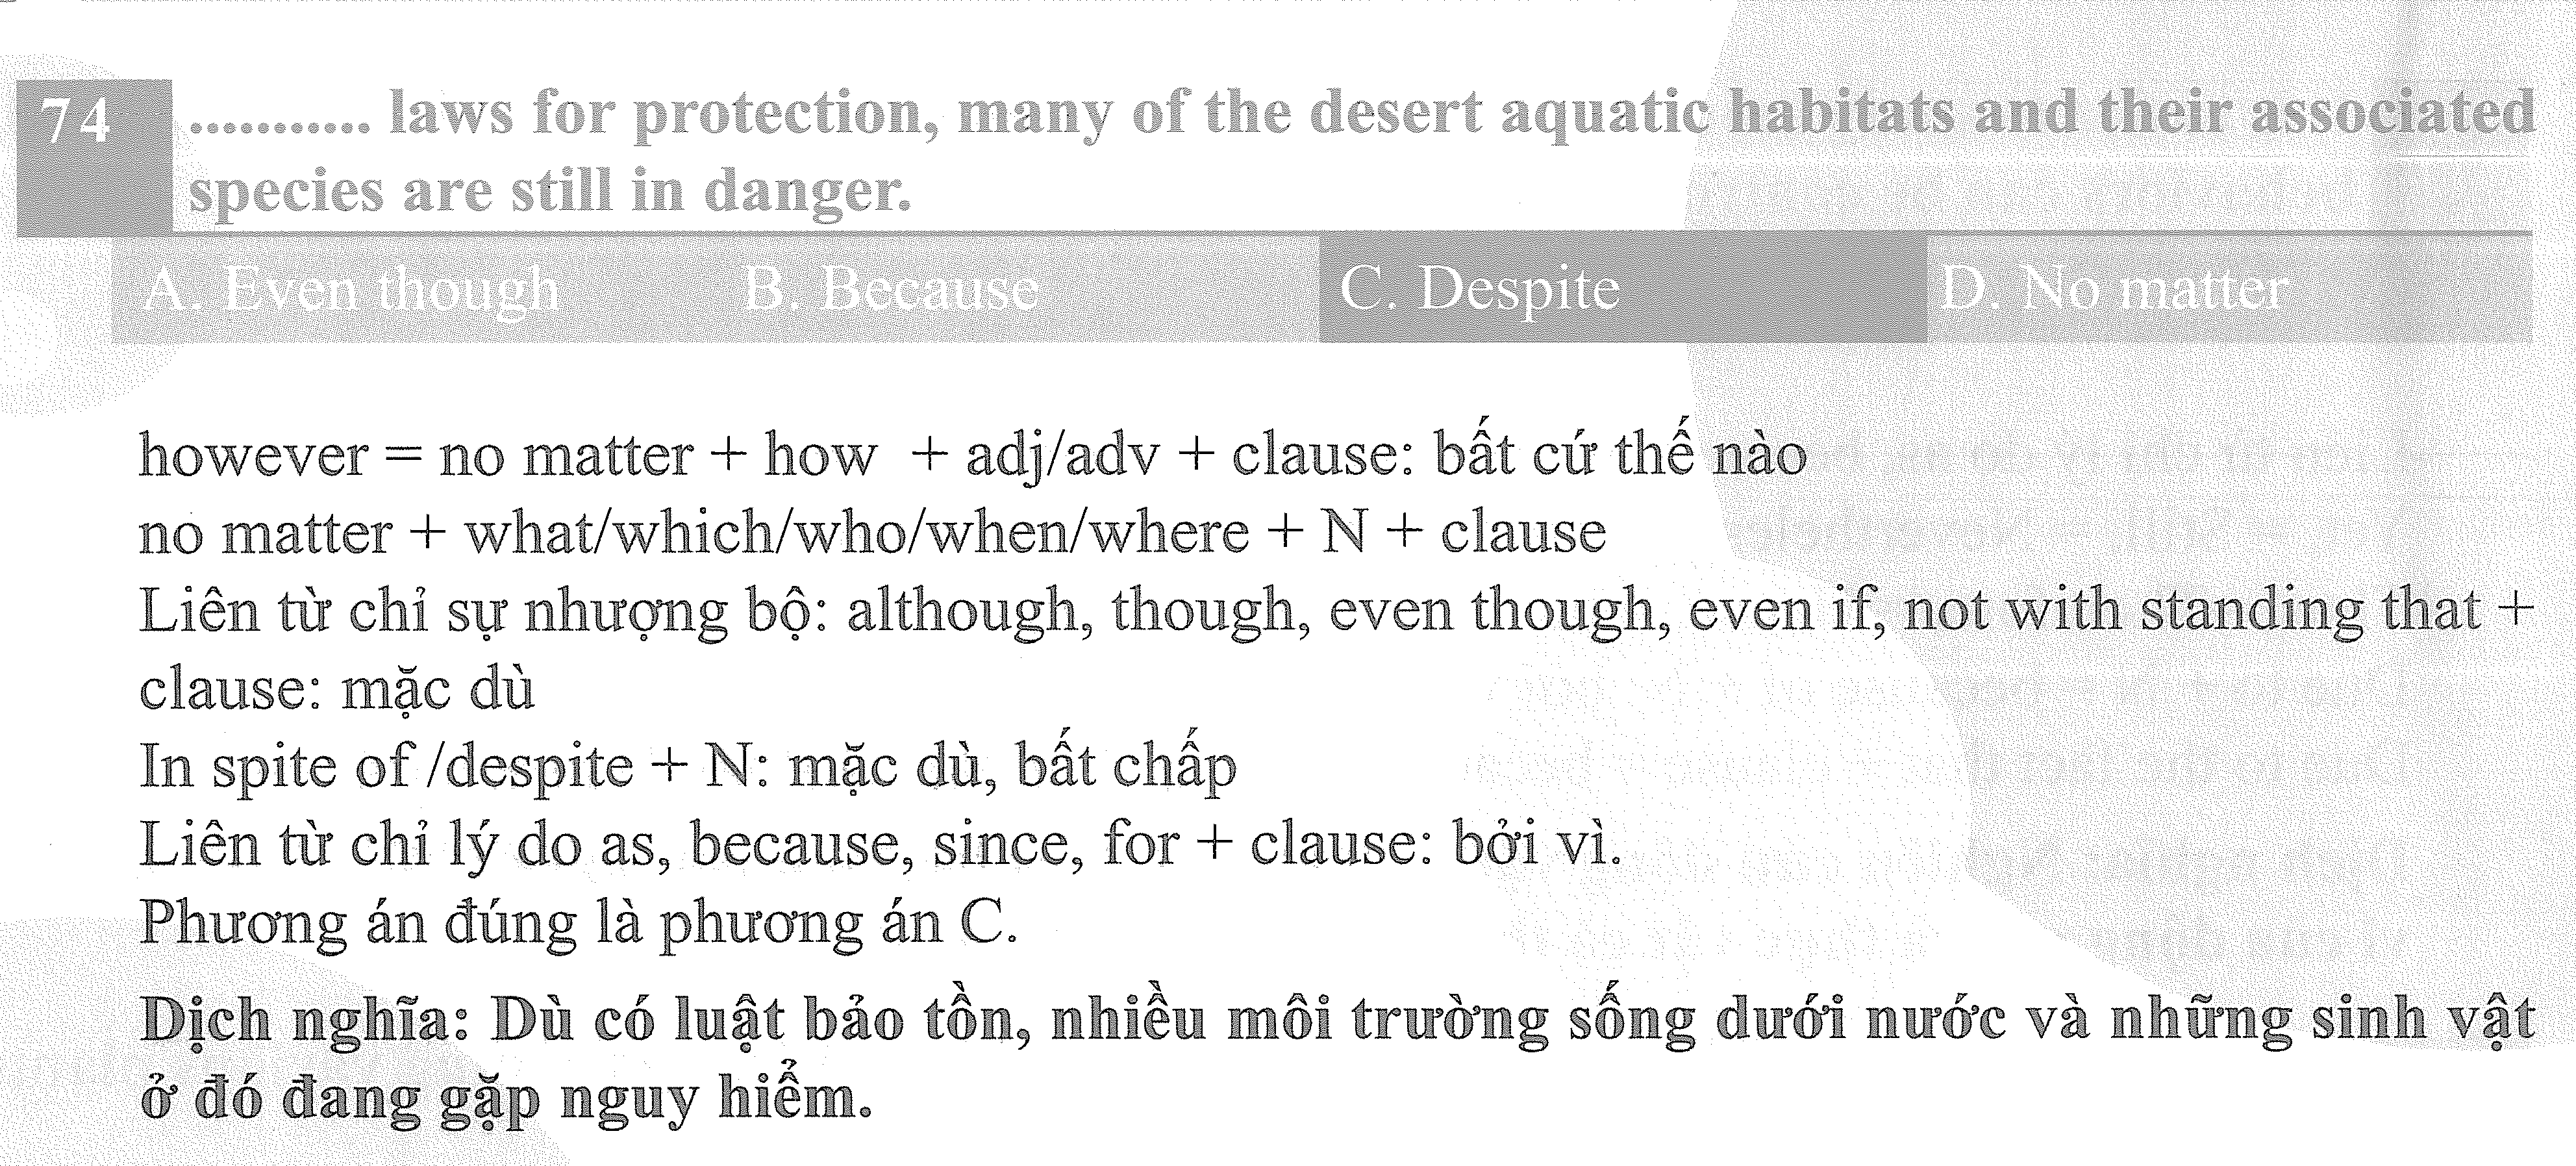 74
........... laws for protection, many of the desert aquatic habitats and their associated
species are still in danger.
A. Even though B. Because C. Despite D. No matter
however = no matter + how + adj/adv + clause: bất cứ thế nào
no matter + what/which/who/when/where + N + clause
Liên từ chỉ sự nhượng bộ: although, though, even though, even if, not with standing that +
clause: mặc dù
In spite of /despite + N: mặc dù, bất chấp
Liên từ chỉ lý do as, because, since, for + clause: bởi vì.
Phương án đúng là phương án C.
Dịch nghĩa: Dù có luật bảo tồn, nhiều môi trường sống dưới nước và những sinh vật
ở đó đang gặp nguy hiểm.